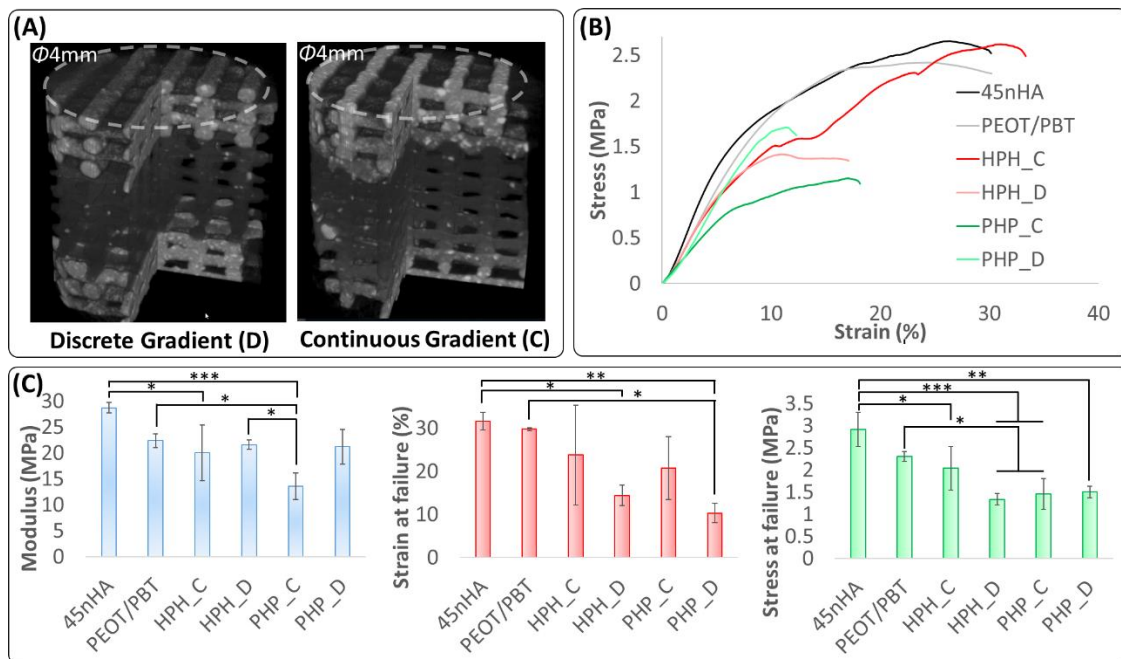 (A)
Φ4mm
Φ4mm
Discrete Gradient (D)
Continuous Gradient (C)
(B)
Stress (MPa)
2.5
2
1.5
1
0.5
0
0
10
20
30
40
Strain (%)
45nHA
PEOT/PBT
HPH_C
HPH_D
PHP_C
PHP_D
(C)
Modulus (MPa)
30
25
20
15
10
5
0
***
*
*
*
45nHA
PEOT/PBT
HPH_C
HPH_D
PHP_C
PHP_D
Strain at failure (%)
30
20
10
0
**
*
*
45nHA
PEOT/PBT
HPH_C
HPH_D
PHP_C
PHP_D
Stress at failure (MPa)
3.5
3
2.5
2
1.5
1
0.5
0
**
***
*
*
45nHA
PEOT/PBT
HPH_C
HPH_D
PHP_C
PHP_D